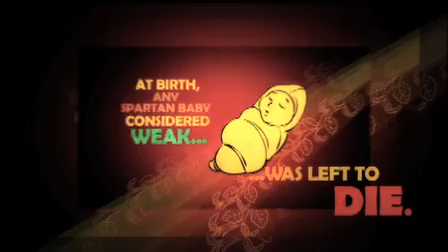 AT BIRTH,
ANY
SPARTAN BABY
CONSIDERED
WEAK...
...WAS LEFT TO
DIE.